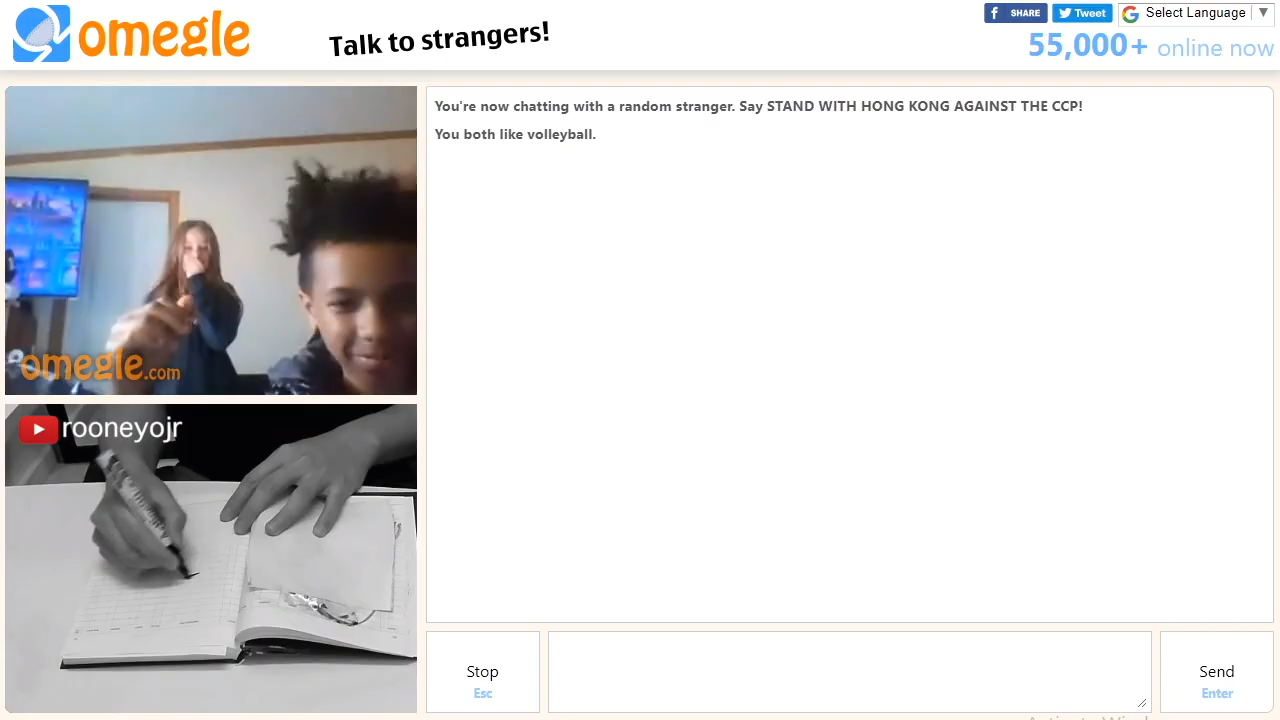 omegle
Talk to strangers!
SHARE
Tweet
Select Language
55,000+ online now
You're now chatting with a random stranger. Say STAND WITH HONG KONG AGAINST THE CCP!
You both like volleyball.
omegle.com
rooneyojr
Stop
Esc
Send
Enter